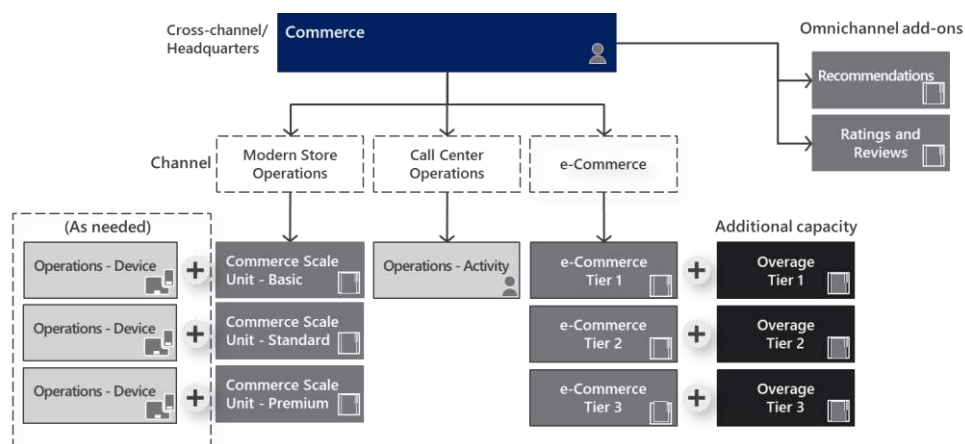 Cross-channel/
Headquarters
Commerce
Omnichannel add-ons
Recommendations
Ratings and
Reviews
Channel
Modern Store
Operations
Call Center
Operations
e-Commerce
(As needed)
Additional capacity
Operations - Device
Commerce Scale
Unit - Basic
Operations - Activity
e-Commerce
Tier 1
Overage
Tier 1
Operations - Device
Commerce Scale
Unit - Standard
e-Commerce
Tier 2
Overage
Tier 2
Operations - Device
Commerce Scale
Unit - Premium
e-Commerce
Tier 3
Overage
Tier 3